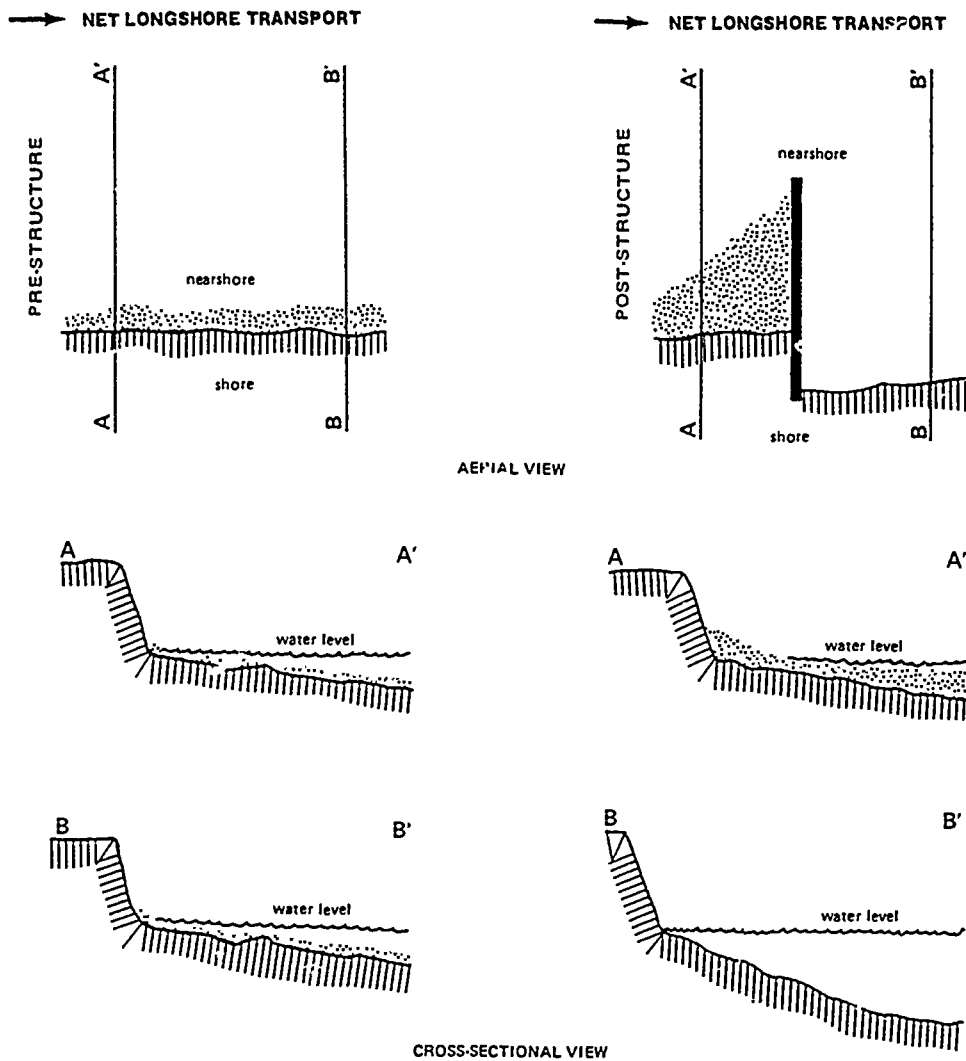 NET LONGSHORE TRANSPORT
NET LONGSHORE TRANSPORT
A'
B'
A'
B'
PRE-STRUCTURE
POST-STRUCTURE
nearshore
nearshore
shore
shore
A
B
A
B
AERIAL VIEW
A
A'
A
A'
water level
water level
B
B'
B
B'
water level
water level
CROSS-SECTIONAL VIEW